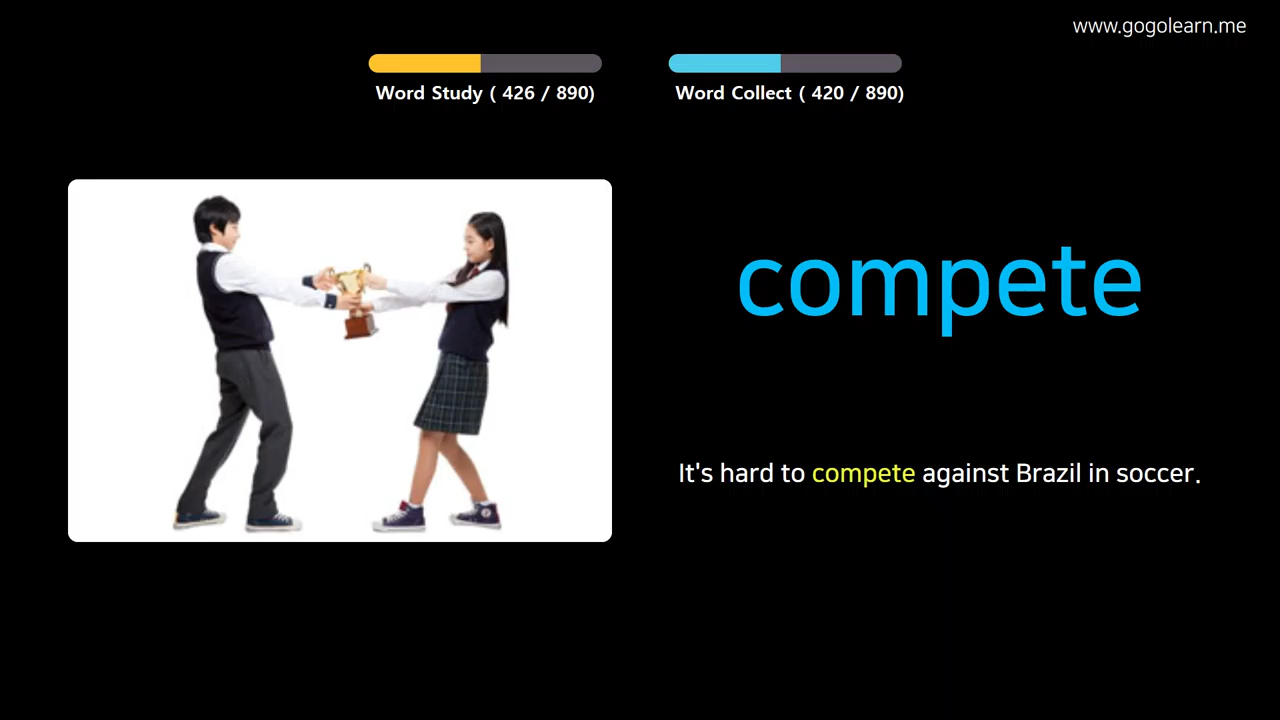 www.gogolearn.me
Word Study ( 426 / 890)
Word Collect ( 420 / 890)
compete
It's hard to compete against Brazil in soccer.